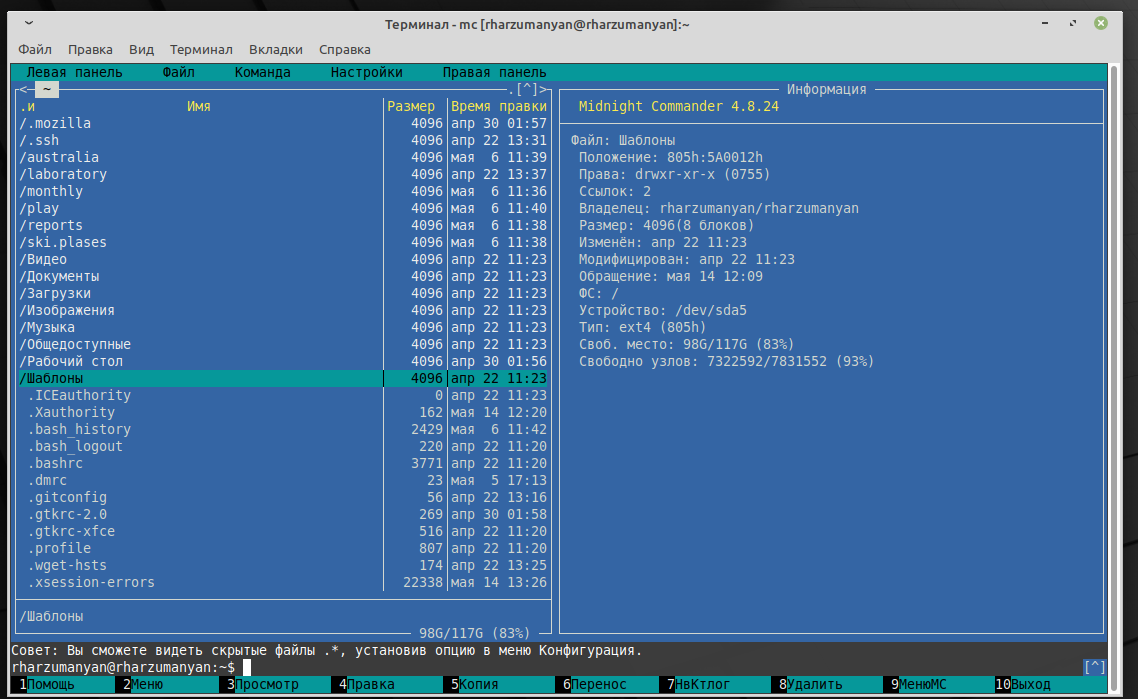 Терминал - mc [rharzumanyan@rharzumanyan]:~
Файл Правка Вид Терминал Вкладки Справка
Левая панель Файл Команда Настройки Правая панель
<- ~ .[^]>
.и Имя Размер Время правки
/.mozilla 4096 апр 30 01:57
/.ssh 4096 апр 22 13:31
/australia 4096 мая 6 11:39
/laboratory 4096 апр 22 13:37
/monthly 4096 мая 6 11:36
/play 4096 мая 6 11:40
/reports 4096 мая 6 11:38
/ski.plases 4096 мая 6 11:38
/Видео 4096 апр 22 11:23
/Документы 4096 апр 22 11:23
/Загрузки 4096 апр 22 11:23
/Изображения 4096 апр 22 11:23
/Музыка 4096 апр 22 11:23
/Общедоступные 4096 апр 22 11:23
/Рабочий стол 4096 апр 30 01:56
/Шаблоны 4096 апр 22 11:23
.ICEauthority 0 апр 22 11:23
.Xauthority 162 мая 14 12:20
.bash_history 2429 мая 6 11:42
.bash_logout 220 апр 22 11:20
.bashrc 3771 апр 22 11:20
.dmrc 23 мая 5 17:13
.gitconfig 56 апр 22 13:16
.gtkrc-2.0 269 апр 30 01:58
.gtkrc-xfce 516 апр 22 11:20
.profile 807 апр 22 11:20
.wget-hsts 174 апр 22 13:25
.xsession-errors 22338 мая 14 13:26
/Шаблоны
98G/117G (83%)
Информация
Midnight Commander 4.8.24
Файл: Шаблоны
Положение: 805h:5A0012h
Права: drwxr-xr-x (0755)
Ссылок: 2
Владелец: rharzumanyan/rharzumanyan
Размер: 4096(8 блоков)
Изменён: апр 22 11:23
Модифицирован: апр 22 11:23
Обращение: мая 14 12:09
ФС: /
Устройство: /dev/sda5
Тип: ext4 (805h)
Своб. место: 98G/117G (83%)
Свободно узлов: 7322592/7831552 (93%)
Совет: Вы сможете видеть скрытые файлы .*, установив опцию в меню Конфигурация.
rharzumanyan@rharzumanyan:~$ [^]
1Помощь 2Меню 3Просмотр 4Правка 5Копия 6Перенос 7НвКтлог 8Удалить 9МенюМС 10Выход